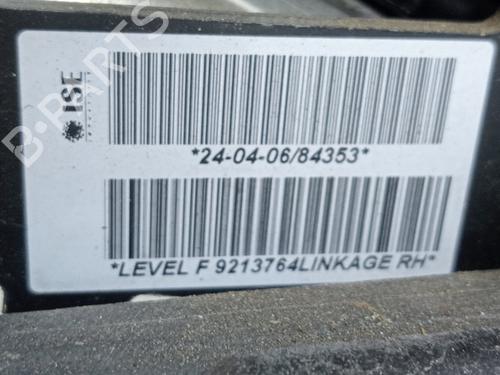 ISE
*24-04-06/84353*
*LEVEL F 9213764LINKAGE RH*
B-PARTS